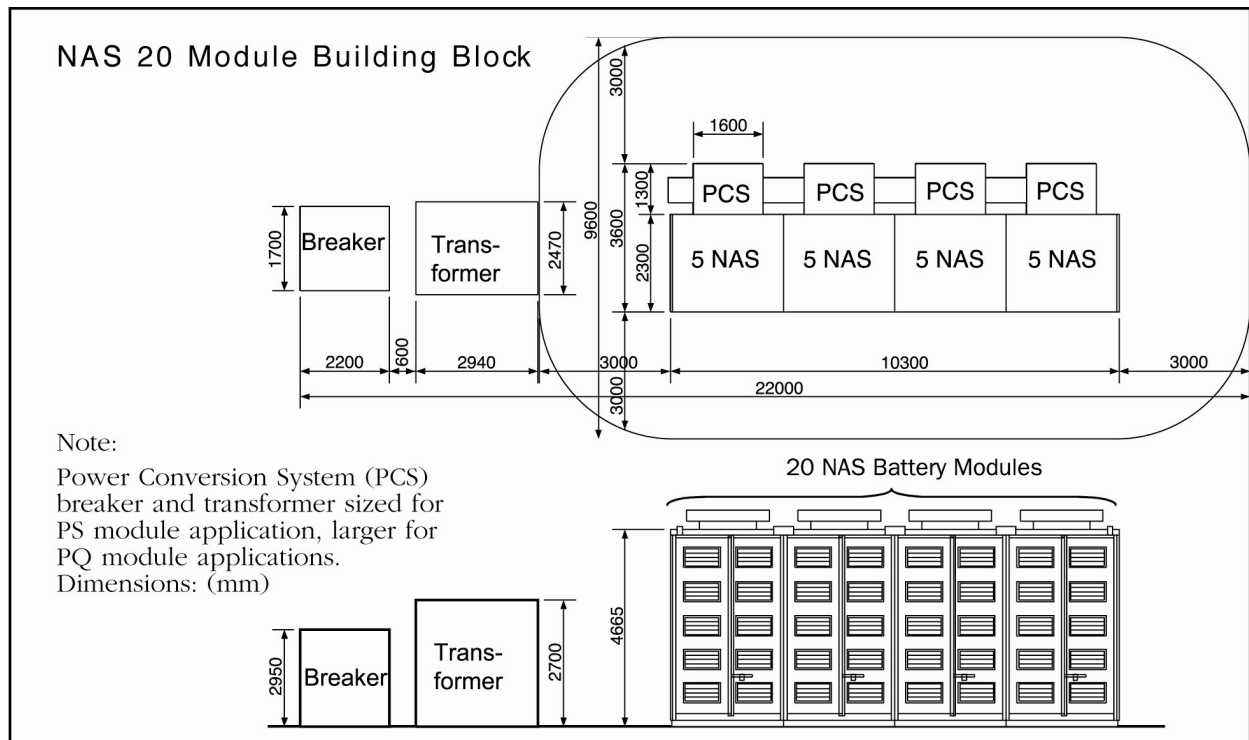 NAS 20 Module Building Block
3000
1600
PCS
PCS
PCS
PCS
1300
9600
3600
1700
Breaker
Trans-
former
2470
2300
5 NAS
5 NAS
5 NAS
5 NAS
2200
600
2940
3000
10300
3000
22000
3000
Note:
Power Conversion System (PCS)
breaker and transformer sized for
PS module application, larger for
PQ module applications.
Dimensions: (mm)
20 NAS Battery Modules
4665
2950
Breaker
Trans-
former
2700